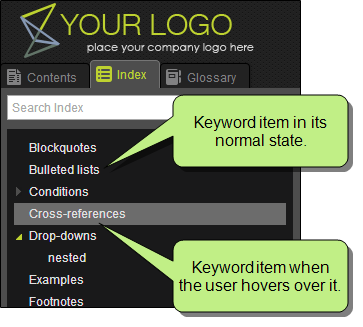 YOUR LOGO
place your company logo here
Contents
Index
Glossary
Search Index
Keyword item in its
normal state.
Blockquotes
Bulleted lists
Conditions
Cross-references
Drop-downs
nested
Keyword item when
the user hovers over it.
Examples
Footnotes